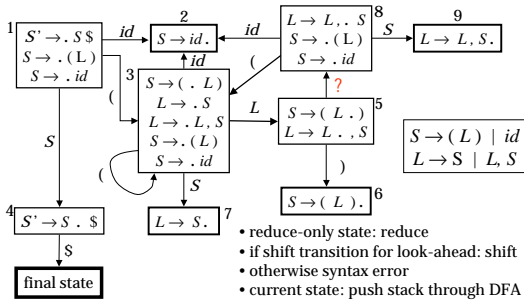 1
S' → . S $
S → . ( L )
S → . id
id
2
S → id .
id
8
L → L , . S
S → . ( L )
S → . id
S
9
L → L , S .
(
id
(
3
S → ( . L )
L → . S
L → . L , S
S → . ( L )
S → . id
L
?
5
S → ( L . )
L → L . , S
S → ( L ) | id
L → S | L , S
S
(
S
)
4
S' → S . $
L → S .
7
S → ( L ) .
6
$
final state
• reduce-only state: reduce
• if shift transition for look-ahead: shift
• otherwise syntax error
• current state: push stack through DFA